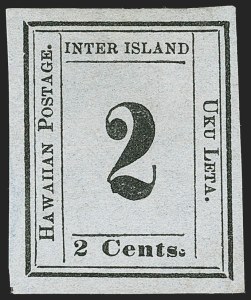 INTER ISLAND
HAWAIIAN POSTAGE.
2
UKU LETA.
2 Cents.